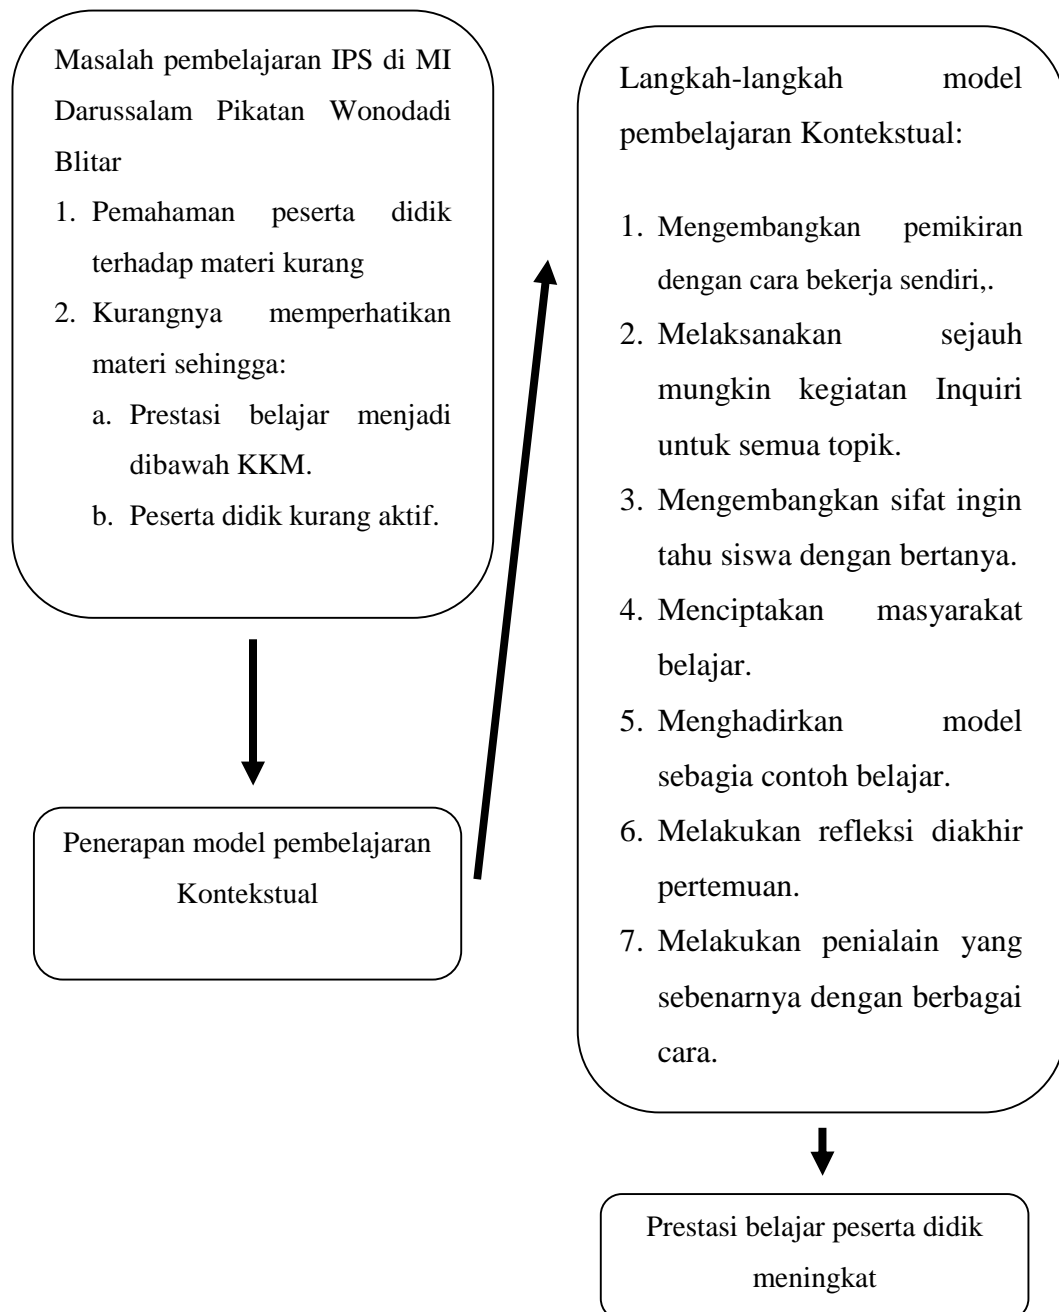 Masalah pembelajaran IPS di MI
Darussalam Pikatan Wonodadi
Blitar
1. Pemahaman peserta didik
terhadap materi kurang
2. Kurangnya memperhatikan
materi sehingga:
a. Prestasi belajar menjadi
dibawah KKM.
b. Peserta didik kurang aktif.
Penerapan model pembelajaran
Kontekstual
Langkah-langkah model
pembelajaran Kontekstual:
1. Mengembangkan pemikiran
dengan cara bekerja sendiri,.
2. Melaksanakan sejauh
mungkin kegiatan Inquiri
untuk semua topik.
3. Mengembangkan sifat ingin
tahu siswa dengan bertanya.
4. Menciptakan masyarakat
belajar.
5. Menghadirkan model
sebagia contoh belajar.
6. Melakukan refleksi diakhir
pertemuan.
7. Melakukan penialain yang
sebenarnya dengan berbagai
cara.
Prestasi belajar peserta didik
meningkat